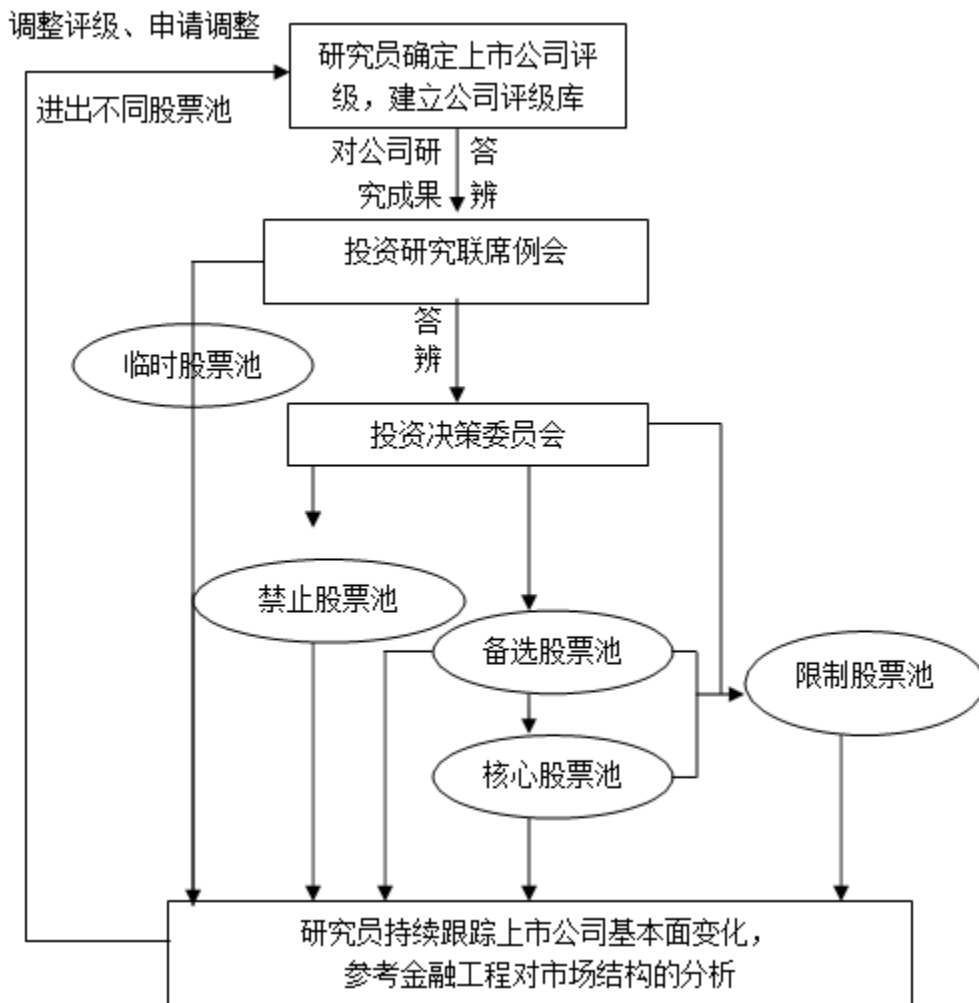 调整评级、申请调整
进出不同股票池
研究员确定上市公司评
级，建立公司评级库
对公司研
究成果
答
辨
投资研究联席例会
答
辨
临时股票池
投资决策委员会
禁止股票池
备选股票池
限制股票池
核心股票池
研究员持续跟踪上市公司基本面变化，
参考金融工程对市场结构的分析